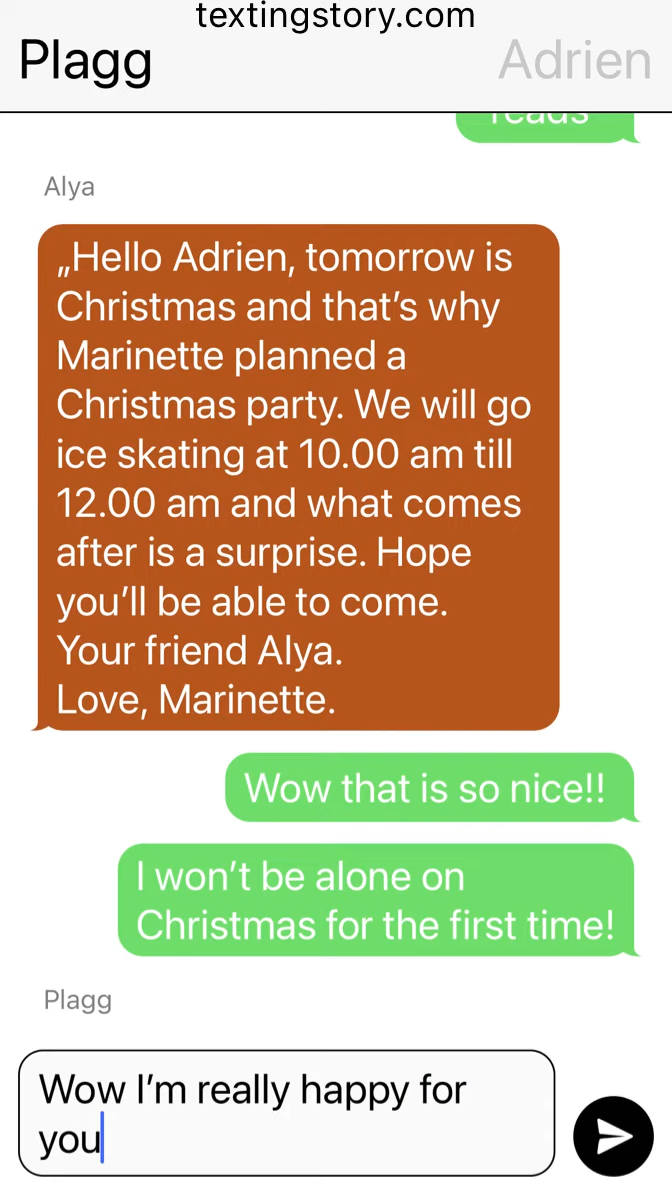 textingstory.com
Plagg
Adrien
reads
Alya
„Hello Adrien, tomorrow is
Christmas and that’s why
Marinette planned a
Christmas party. We will go
ice skating at 10.00 am till
12.00 am and what comes
after is a surprise. Hope
you’ll be able to come.
Your friend Alya.
Love, Marinette.
Wow that is so nice!!
I won’t be alone on
Christmas for the first time!
Plagg
Wow I’m really happy for
you